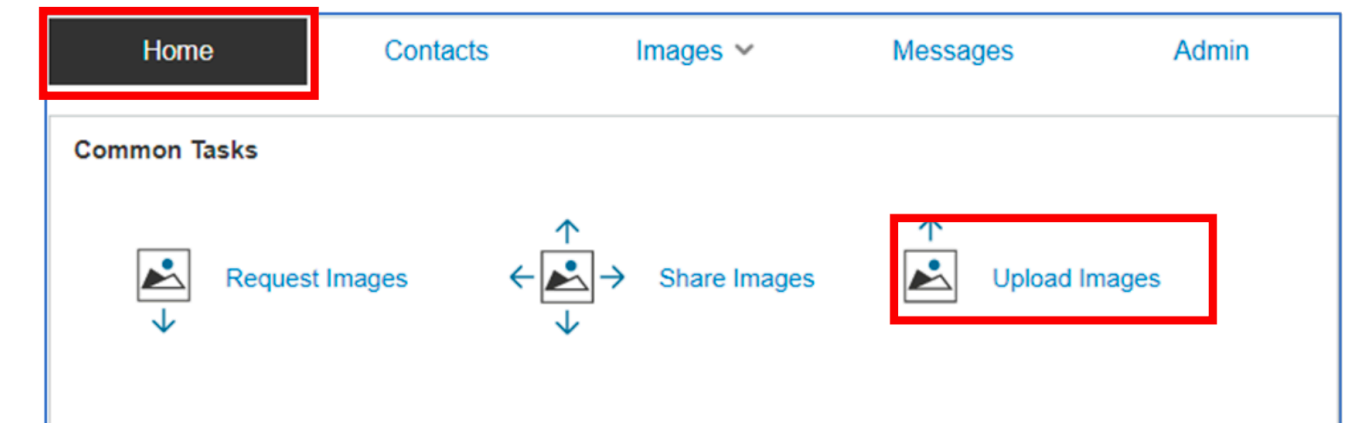 Home Contacts Images Messages Admin
Common Tasks
Request Images Share Images Upload Images